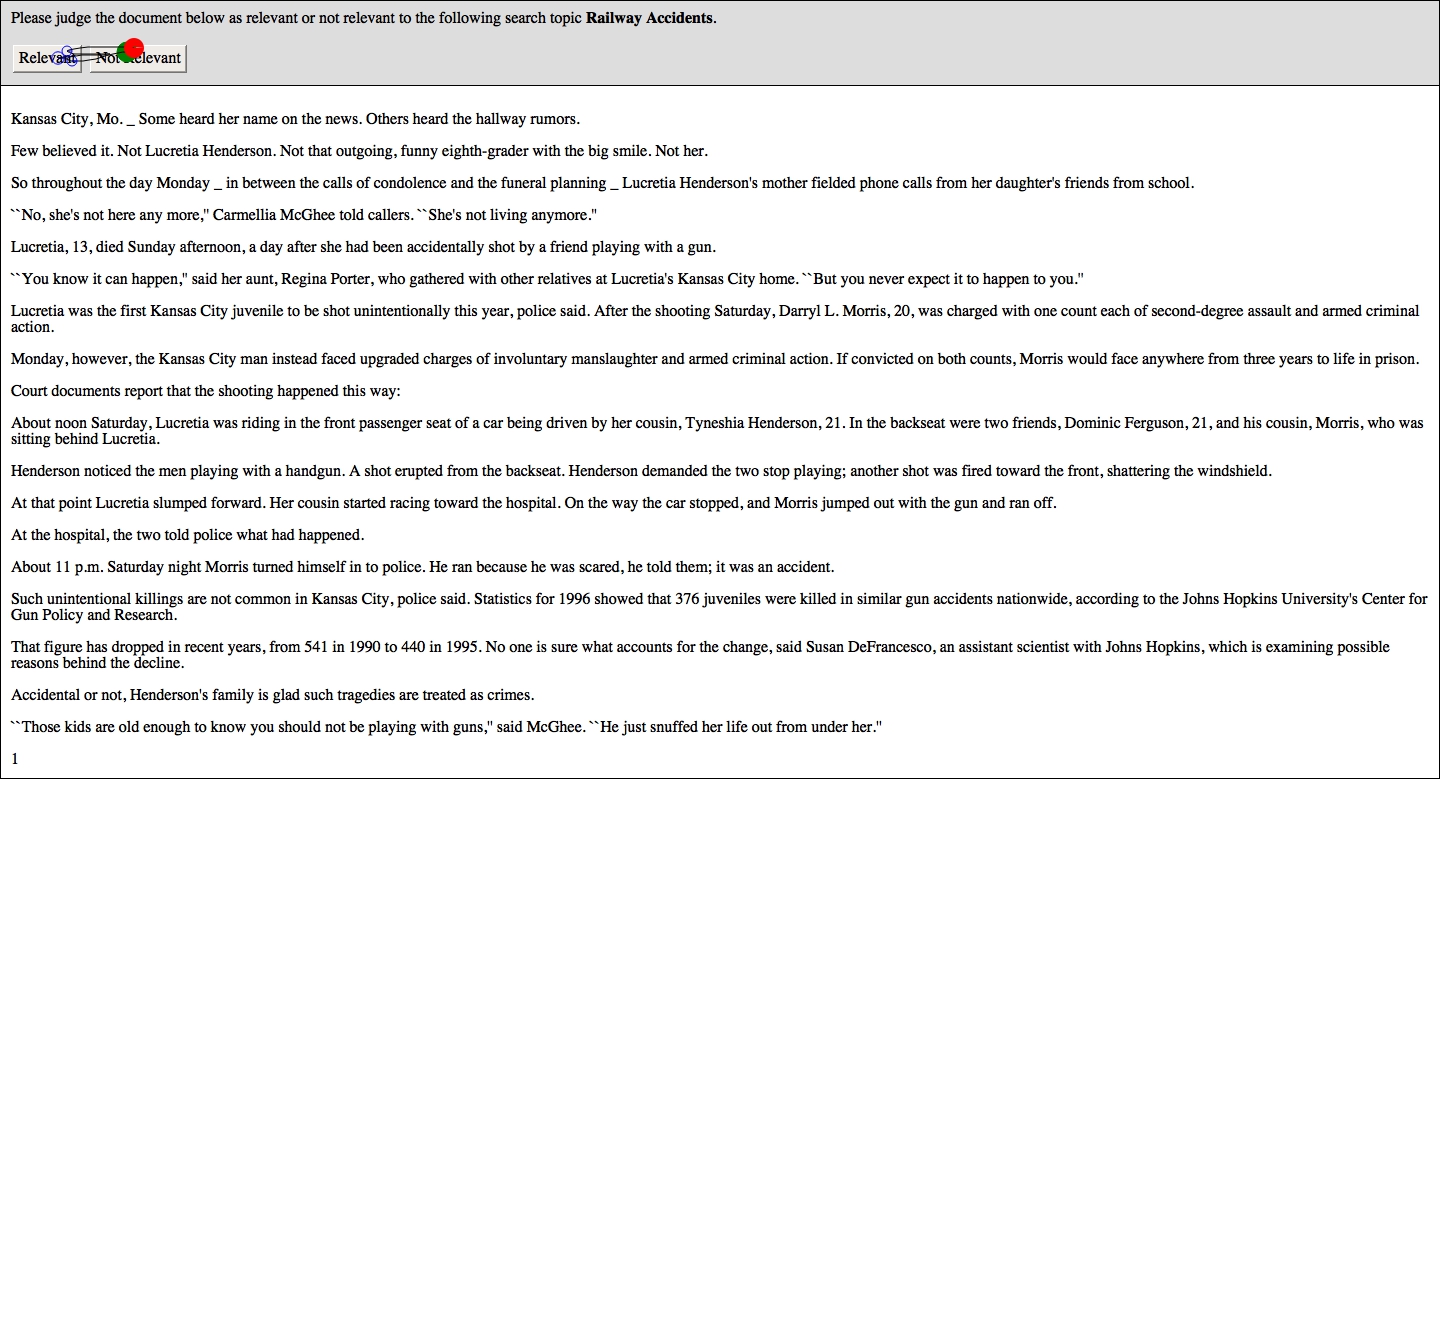 Please judge the document below as relevant or not relevant to the following search topic Railway Accidents.
Relevant Not Relevant
Kansas City, Mo. _ Some heard her name on the news. Others heard the hallway rumors.
Few believed it. Not Lucretia Henderson. Not that outgoing, funny eighth-grader with the big smile. Not her.
So throughout the day Monday _ in between the calls of condolence and the funeral planning _ Lucretia Henderson's mother fielded phone calls from her daughter's friends from school.
``No, she's not here any more,'' Carmellia McGhee told callers. ``She's not living anymore.''
Lucretia, 13, died Sunday afternoon, a day after she had been accidentally shot by a friend playing with a gun.
``You know it can happen,'' said her aunt, Regina Porter, who gathered with other relatives at Lucretia's Kansas City home. ``But you never expect it to happen to you.''
Lucretia was the first Kansas City juvenile to be shot unintentionally this year, police said. After the shooting Saturday, Darryl L. Morris, 20, was charged with one count each of second-degree assault and armed criminal
action.
Monday, however, the Kansas City man instead faced upgraded charges of involuntary manslaughter and armed criminal action. If convicted on both counts, Morris would face anywhere from three years to life in prison.
Court documents report that the shooting happened this way:
About noon Saturday, Lucretia was riding in the front passenger seat of a car being driven by her cousin, Tyneshia Henderson, 21. In the backseat were two friends, Dominic Ferguson, 21, and his cousin, Morris, who was
sitting behind Lucretia.
Henderson noticed the men playing with a handgun. A shot erupted from the backseat. Henderson demanded the two stop playing; another shot was fired toward the front, shattering the windshield.
At that point Lucretia slumped forward. Her cousin started racing toward the hospital. On the way the car stopped, and Morris jumped out with the gun and ran off.
At the hospital, the two told police what had happened.
About 11 p.m. Saturday night Morris turned himself in to police. He ran because he was scared, he told them; it was an accident.
Such unintentional killings are not common in Kansas City, police said. Statistics for 1996 showed that 376 juveniles were killed in similar gun accidents nationwide, according to the Johns Hopkins University's Center for
Gun Policy and Research.
That figure has dropped in recent years, from 541 in 1990 to 440 in 1995. No one is sure what accounts for the change, said Susan DeFrancesco, an assistant scientist with Johns Hopkins, which is examining possible
reasons behind the decline.
Accidental or not, Henderson's family is glad such tragedies are treated as crimes.
``Those kids are old enough to know you should not be playing with guns,'' said McGhee. ``He just snuffed her life out from under her.''
1